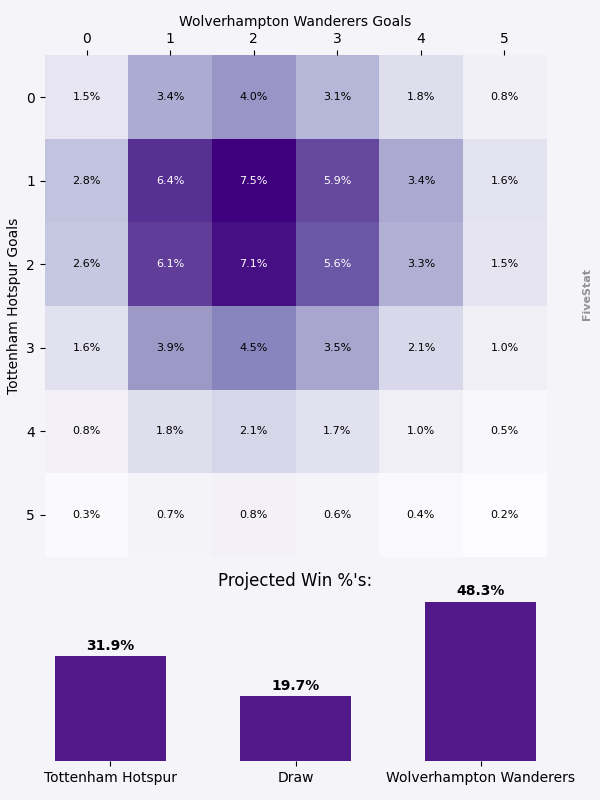 Wolverhampton Wanderers Goals
0 1 2 3 4 5
0 1.5% 3.4% 4.0% 3.1% 1.8% 0.8%
1 2.8% 6.4% 7.5% 5.9% 3.4% 1.6%
2 2.6% 6.1% 7.1% 5.6% 3.3% 1.5%
3 1.6% 3.9% 4.5% 3.5% 2.1% 1.0%
4 0.8% 1.8% 2.1% 1.7% 1.0% 0.5%
5 0.3% 0.7% 0.8% 0.6% 0.4% 0.2%
Tottenham Hotspur Goals
FiveStat
Projected Win %'s:
31.9% 19.7% 48.3%
Tottenham Hotspur Draw Wolverhampton Wanderers